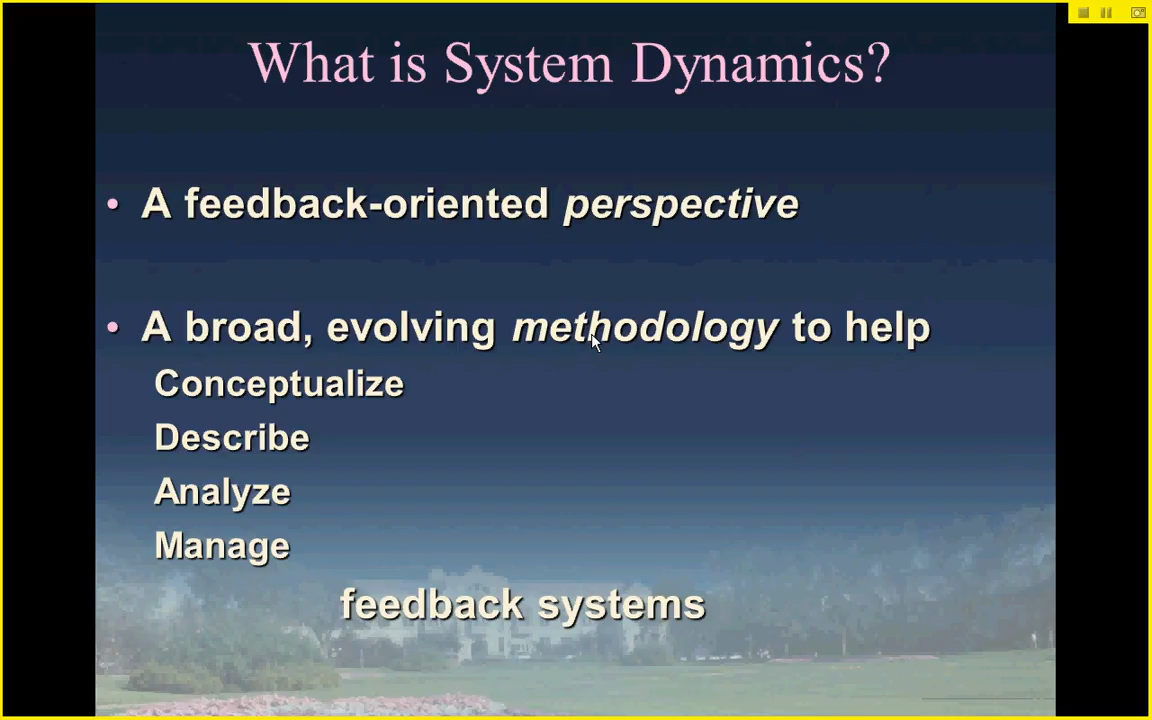 What is System Dynamics?
• A feedback-oriented perspective
• A broad, evolving methodology to help
Conceptualize
Describe
Analyze
Manage
feedback systems